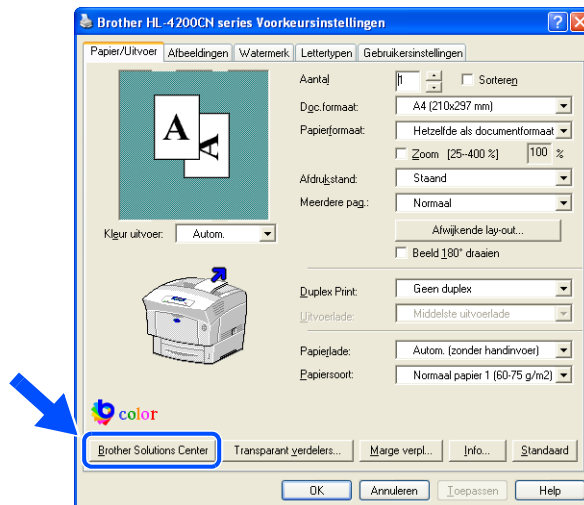 Brother HL-4200CN series Voorkeursinstellingen
Papier/Uitvoer Afbeeldingen Watermerk Lettertypen Gebruikersinstellingen
A A
Kleur uitvoer: Autom.
Aantal 1 Sorteren
Doc.formaat: A4 (210x297 mm)
Papierformaat: Hetzelfde als documentformaat
Zoom [25--400 %] 100 %
Afdrukstand: Staand
Meerdere pag.: Normaal
Afwijkende lay-out...
Beeld 180° draaien
Duplex Print: Geen duplex
Uitvoerlade: Middelste uitvoerlade
Papierlade: Autom. (zonder handinvoer)
Papiersoort: Normaal papier 1 (60-75 g/m2)
color
Brother Solutions Center Transparant verdelers... Marge verpl... Info... Standaard
OK Annuleren Toepassen Help